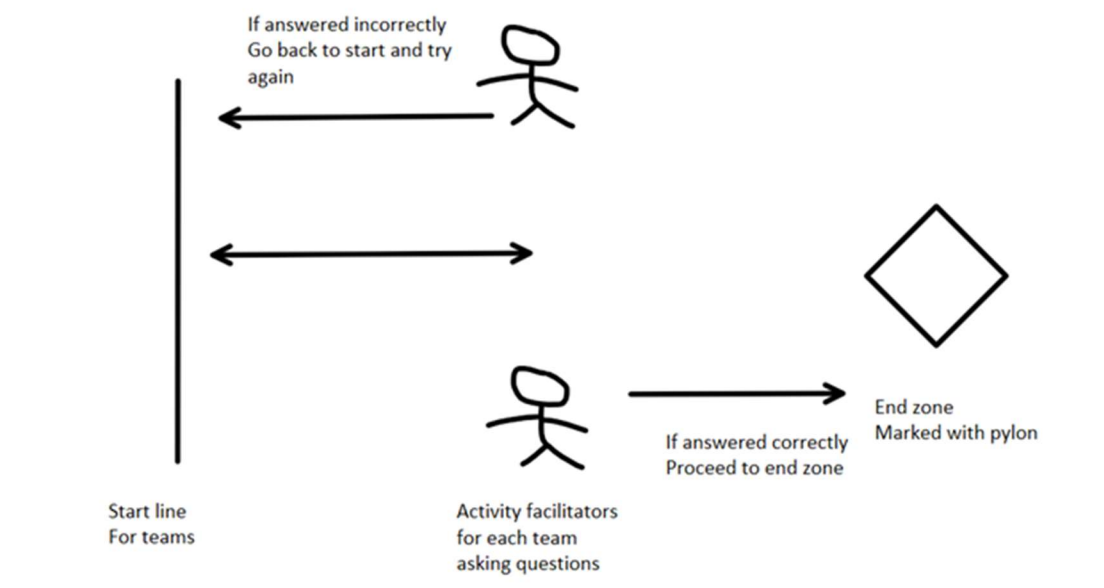 If answered incorrectly
Go back to start and try
again
End zone
Marked with pylon
If answered correctly
Proceed to end zone
Start line
For teams
Activity facilitators
for each team
asking questions